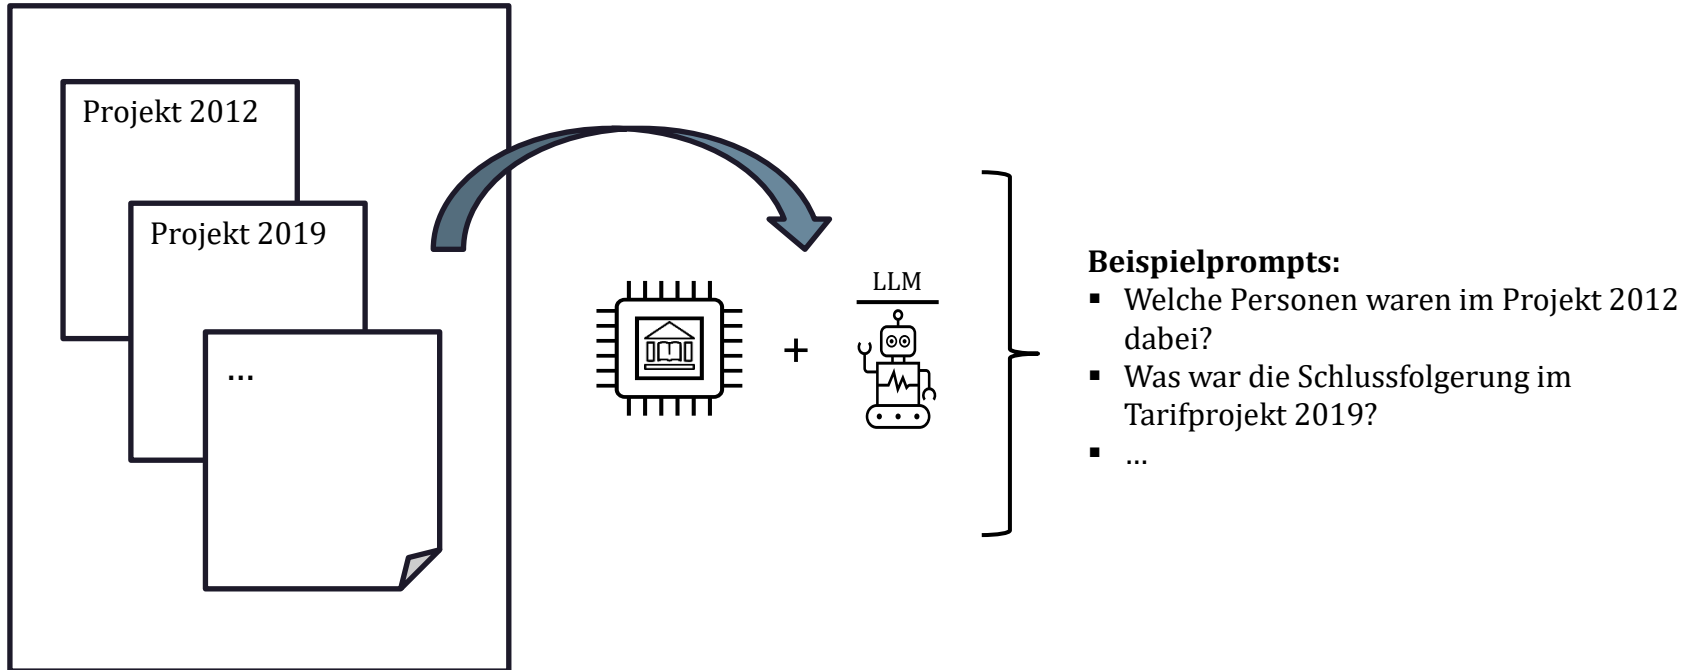 Projekt 2012
Projekt 2019
...
LLM
+
Beispielprompts:
▪ Welche Personen waren im Projekt 2012
dabei?
▪ Was war die Schlussfolgerung im
Tarifprojekt 2019?
▪ ...